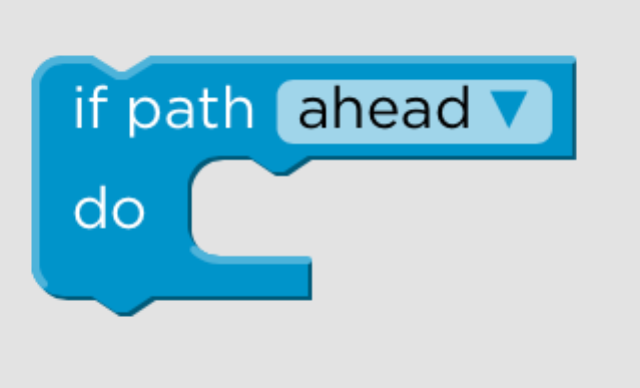 if path ahead ▼
do